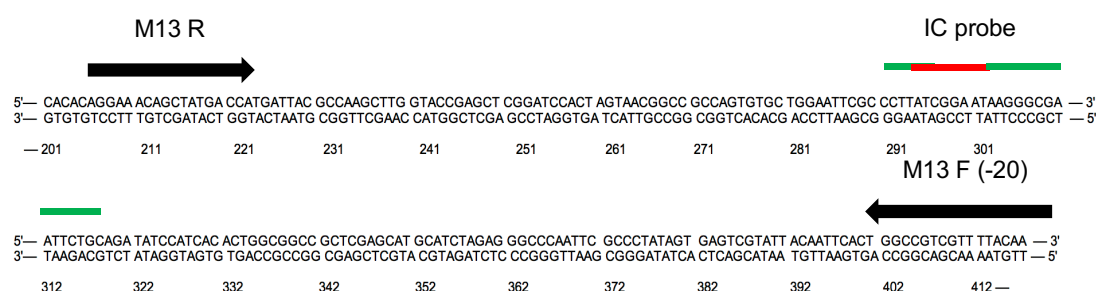 M13 R
IC probe
5'— CACACAGGAA ACAGCTATGA CCATGATTAC GCCAAGCTTG GTACCGAGCT CGGATCCACT AGTAACGGCC GCCAGTGTGC TGGAATTCGC CCTTATCGGA ATAAGGGCGA — 3'
3'— GTGTGTCCTT TGTCGATACT GGTACTAATG CGGTTCGAAC CATGGCTCGA GCCTAGGTGA TCATTGCCGG CGGTCACACG ACCTTAAGCG GGAATAGCCT TATTCCCGCT — 5'
— 201 211 221 231 241 251 261 271 281 291 301
M13 F (-20)
5'— ATTCTGCAGA TATCCATCAC ACTGGCGGCC GCTCGAGCAT GCATCTAGAG GGCCCAATTC GCCCTATAGT GAGTCGTATT ACAATTCACT GGCCGTCGTT TTACAA — 3'
3'— TAAGACGTCT ATAGGTAGTG TGACCGCCGG CGAGCTCGTA CGTAGATCTC CCGGGTTAAG CGGGATATCA CTCAGCATAA TGTTAAGTGA CCGGCAGCAA AATGTT — 5'
312 322 332 342 352 362 372 382 392 402 412 —